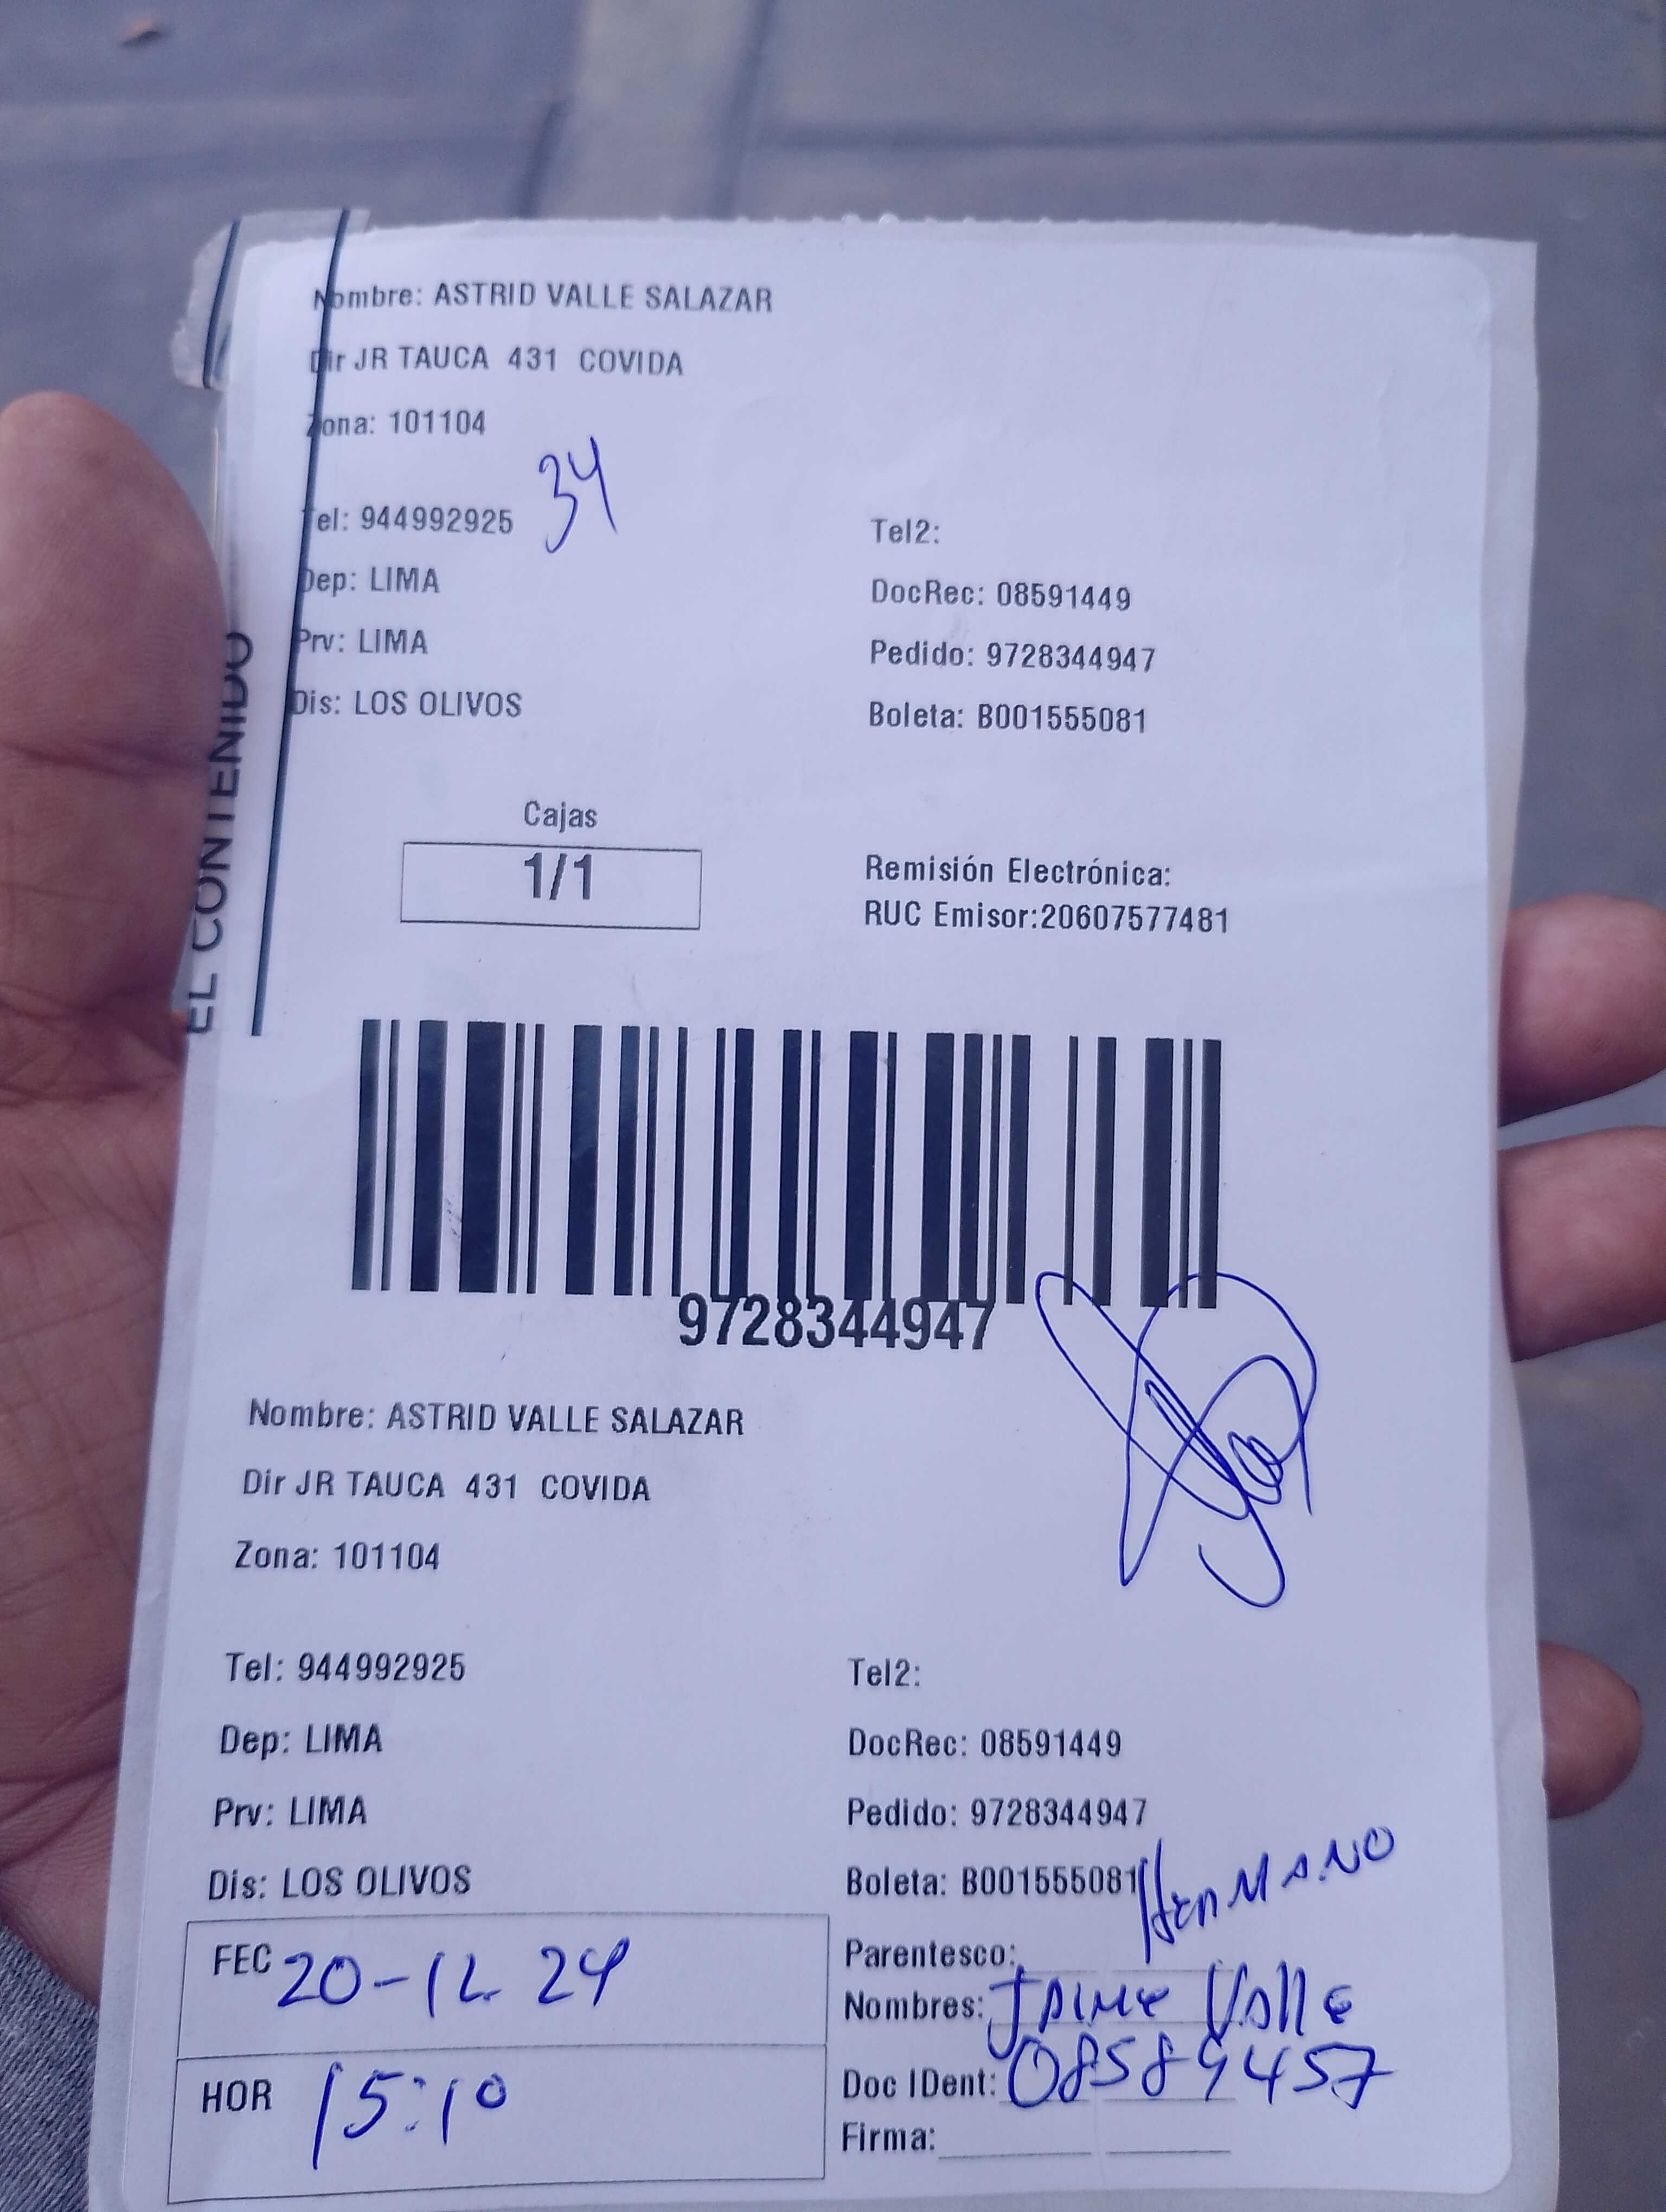 Nombre: ASTRID VALLE SALAZAR
Dir JR TAUCA 431 COVIDA
Zona: 101104
34
Tel: 944992925
Tel2:
Dep: LIMA
DocRec: 08591449
Prv: LIMA
Pedido: 9728344947
Dis: LOS OLIVOS
Boleta: B001555081
EL CONTENIDO
Cajas
1/1
Remisión Electrónica:
RUC Emisor:20607577481
9728344947
Nombre: ASTRID VALLE SALAZAR
Dir JR TAUCA 431 COVIDA
Zona: 101104
Tel: 944992925
Tel2:
Dep: LIMA
DocRec: 08591449
Prv: LIMA
Pedido: 9728344947
Dis: LOS OLIVOS
Boleta: B001555081
FEC 20-12 24
HOR 15:10
Parentesco: HERMANO
Nombres: JAIME Valle
Doc IDent: 08589457
Firma: